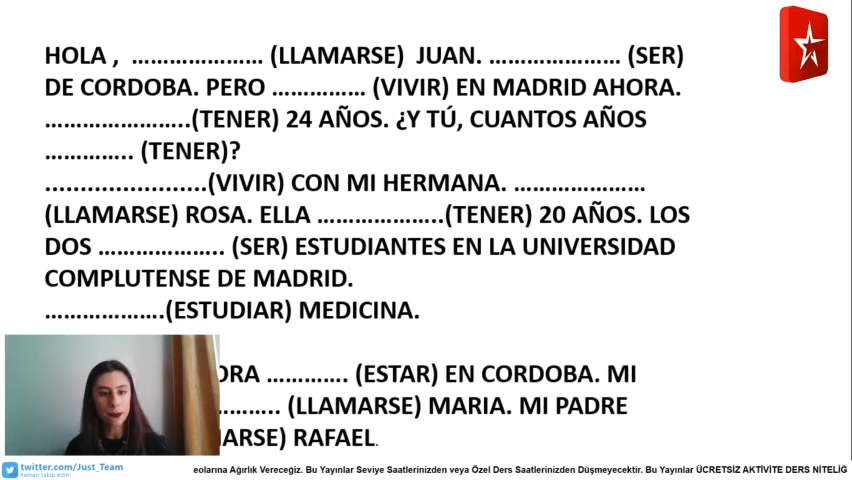 HOLA , ………………… (LLAMARSE) JUAN. ………………… (SER)
DE CORDOBA. PERO …………… (VIVIR) EN MADRID AHORA.
…………………..(TENER) 24 AÑOS. ¿Y TÚ, CUANTOS AÑOS
………….. (TENER)?
.......................(VIVIR) CON MI HERMANA. …………………
(LLAMARSE) ROSA. ELLA ………………..(TENER) 20 AÑOS. LOS
DOS ……………….. (SER) ESTUDIANTES EN LA UNIVERSIDAD
COMPLUTENSE DE MADRID.
……………….(ESTUDIAR) MEDICINA.
…………. (ESTAR) EN CORDOBA. MI
……….. (LLAMARSE) MARIA. MI PADRE
RAFAEL.
twitter.com/Just_Team
hemen takip edin!
eolarına Ağırlık Vereceğiz. Bu Yayınlar Seviye Saatlerinizden veya Özel Ders Saatlerinizden Düşmeyecektir. Bu Yayınlar ÜCRETSİZ AKTİVİTE DERS NİTELİĞ